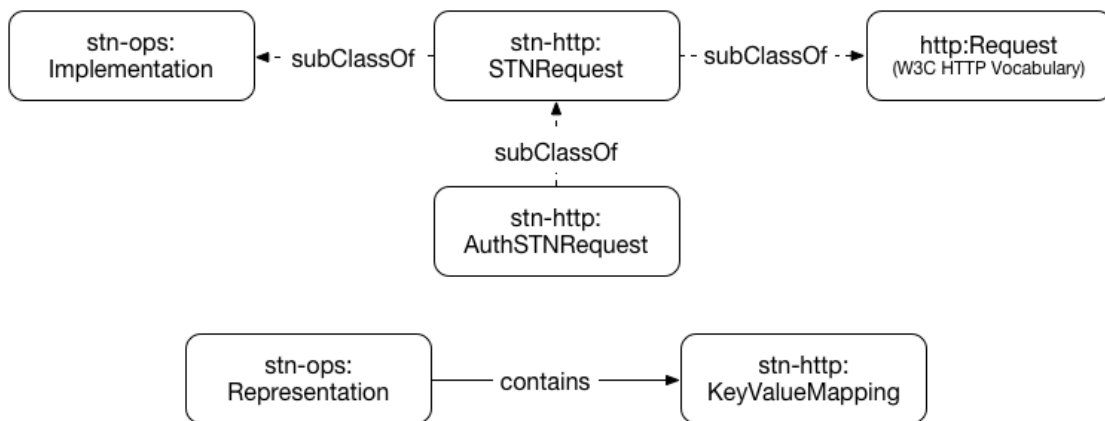 stn-ops:
Implementation
subClassOf
stn-http:
STNRequest
subClassOf
http:Request
(W3C HTTP Vocabulary)
subClassOf
stn-http:
AuthSTNRequest
stn-ops:
Representation
contains
stn-http:
KeyValueMapping